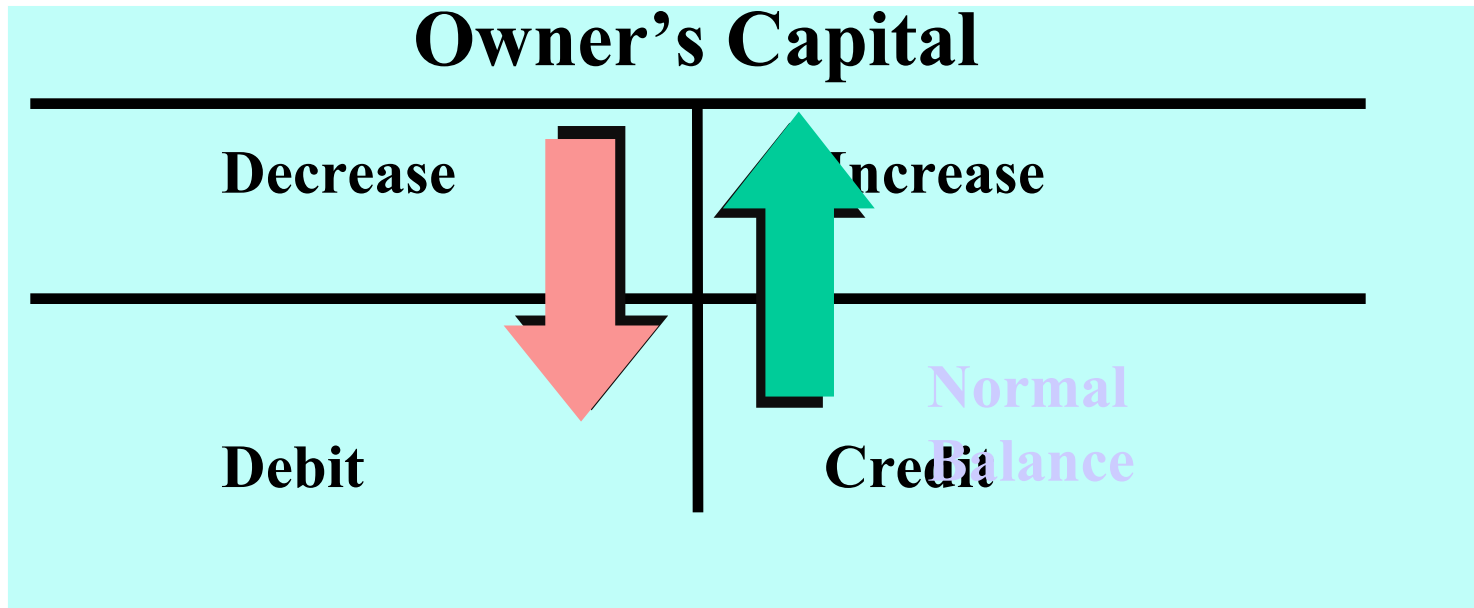 Owner’s Capital
Decrease
Increase
Normal
Balance
Debit
Credit